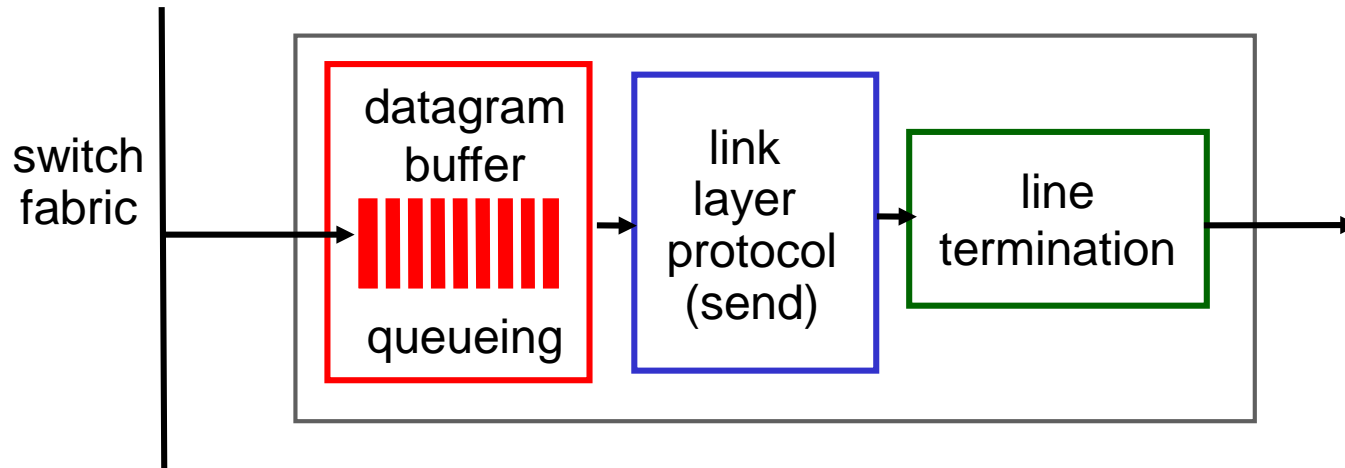 switch
fabric
datagram
buffer
queueing
link
layer
protocol
(send)
line
termination